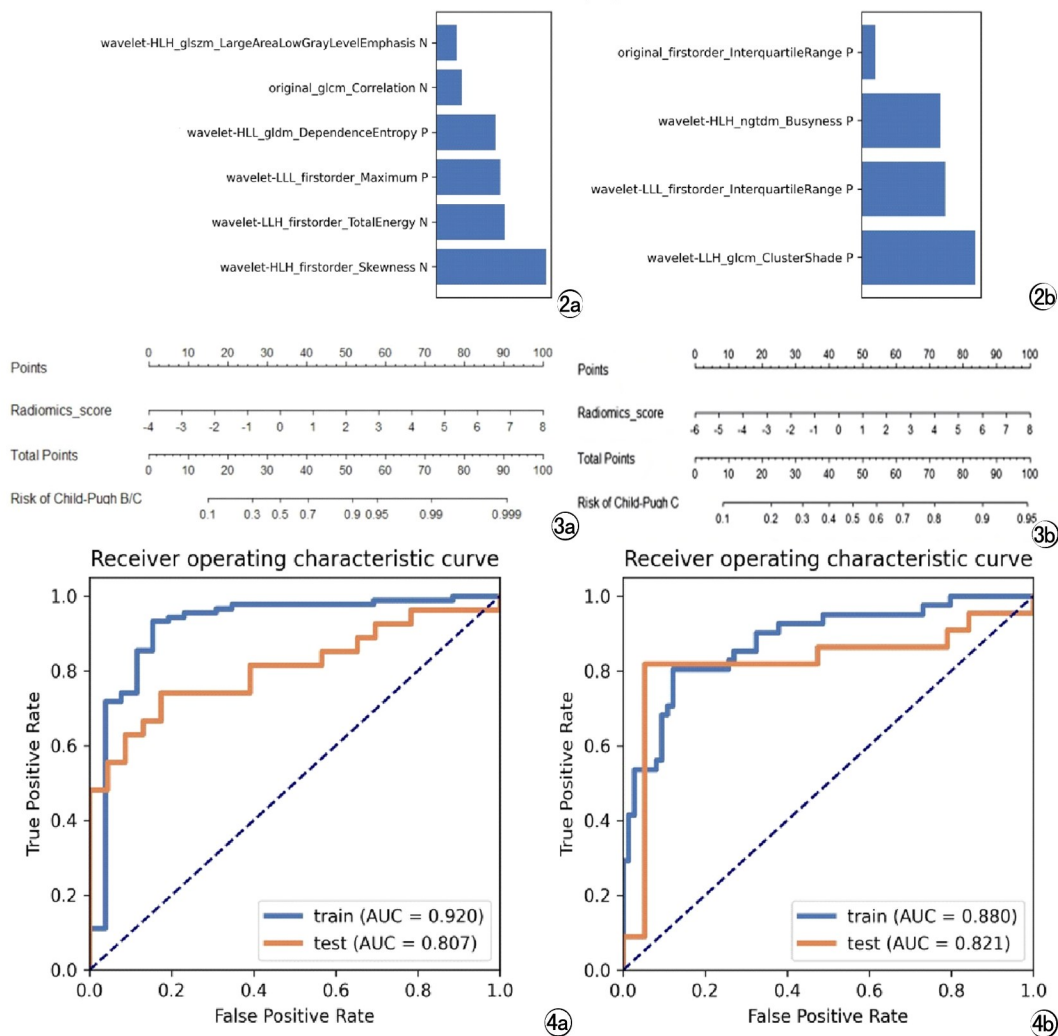 wavelet-HLH_glszm_LargeAreaLowGrayLevelEmphasis N
original_glcm_Correlation N
wavelet-HLL_gldm_DependenceEntropy P
wavelet-LLL_firstorder_Maximum P
wavelet-LLH_firstorder_TotalEnergy N
wavelet-HLH_firstorder_Skewness N
2a
original_firstorder_InterquartileRange P
wavelet-HLH_ngtdm_Busyness P
wavelet-LLL_firstorder_InterquartileRange P
wavelet-LLH_glcm_ClusterShade P
2b
Points 0 10 20 30 40 50 60 70 80 90 100
Radiomics_score -4 -3 -2 -1 0 1 2 3 4 5 6 7 8
Total Points 0 10 20 30 40 50 60 70 80 90 100
Risk of Child-Pugh B/C 0.1 0.3 0.5 0.7 0.9 0.95 0.99 0.999
3a
Points 0 10 20 30 40 50 60 70 80 90 100
Radiomics_score -6 -5 -4 -3 -2 -1 0 1 2 3 4 5 6 7 8
Total Points 0 10 20 30 40 50 60 70 80 90 100
Risk of Child-Pugh C 0.1 0.2 0.3 0.4 0.5 0.6 0.7 0.8 0.9 0.95
3b
Receiver operating characteristic curve
True Positive Rate
1.0
0.8
0.6
0.4
0.2
0.0
train (AUC = 0.920)
test (AUC = 0.807)
0.0 0.2 0.4 0.6 0.8 1.0
False Positive Rate
4a
Receiver operating characteristic curve
True Positive Rate
1.0
0.8
0.6
0.4
0.2
0.0
train (AUC = 0.880)
test (AUC = 0.821)
0.0 0.2 0.4 0.6 0.8 1.0
False Positive Rate
4b